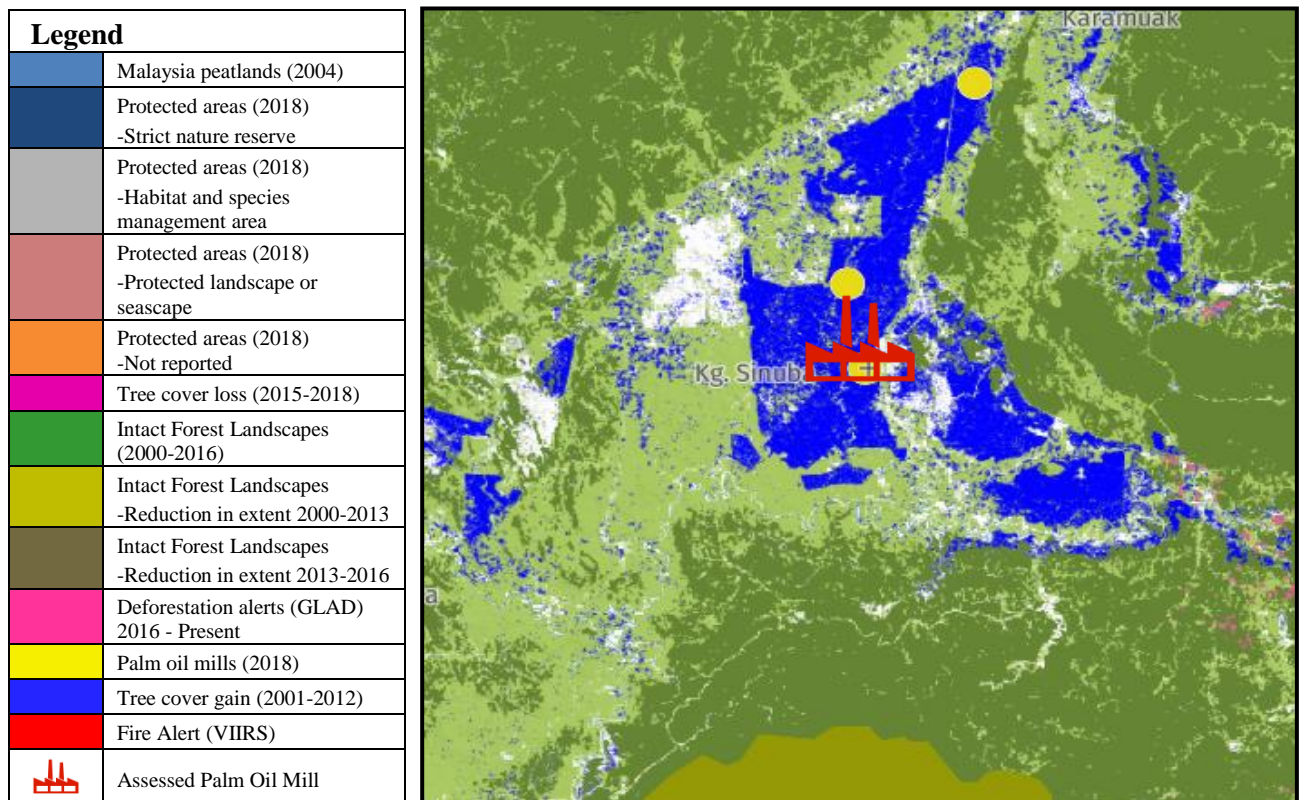 Legend
Malaysia peatlands (2004)
Protected areas (2018)
-Strict nature reserve
Protected areas (2018)
-Habitat and species
management area
Protected areas (2018)
-Protected landscape or
seascape
Protected areas (2018)
-Not reported
Tree cover loss (2015-2018)
Intact Forest Landscapes
(2000-2016)
Intact Forest Landscapes
-Reduction in extent 2000-2013
Intact Forest Landscapes
-Reduction in extent 2013-2016
Deforestation alerts (GLAD)
2016 - Present
Palm oil mills (2018)
Tree cover gain (2001-2012)
Fire Alert (VIIRS)
Assessed Palm Oil Mill
Karamuak
Kg. Sinuba
a